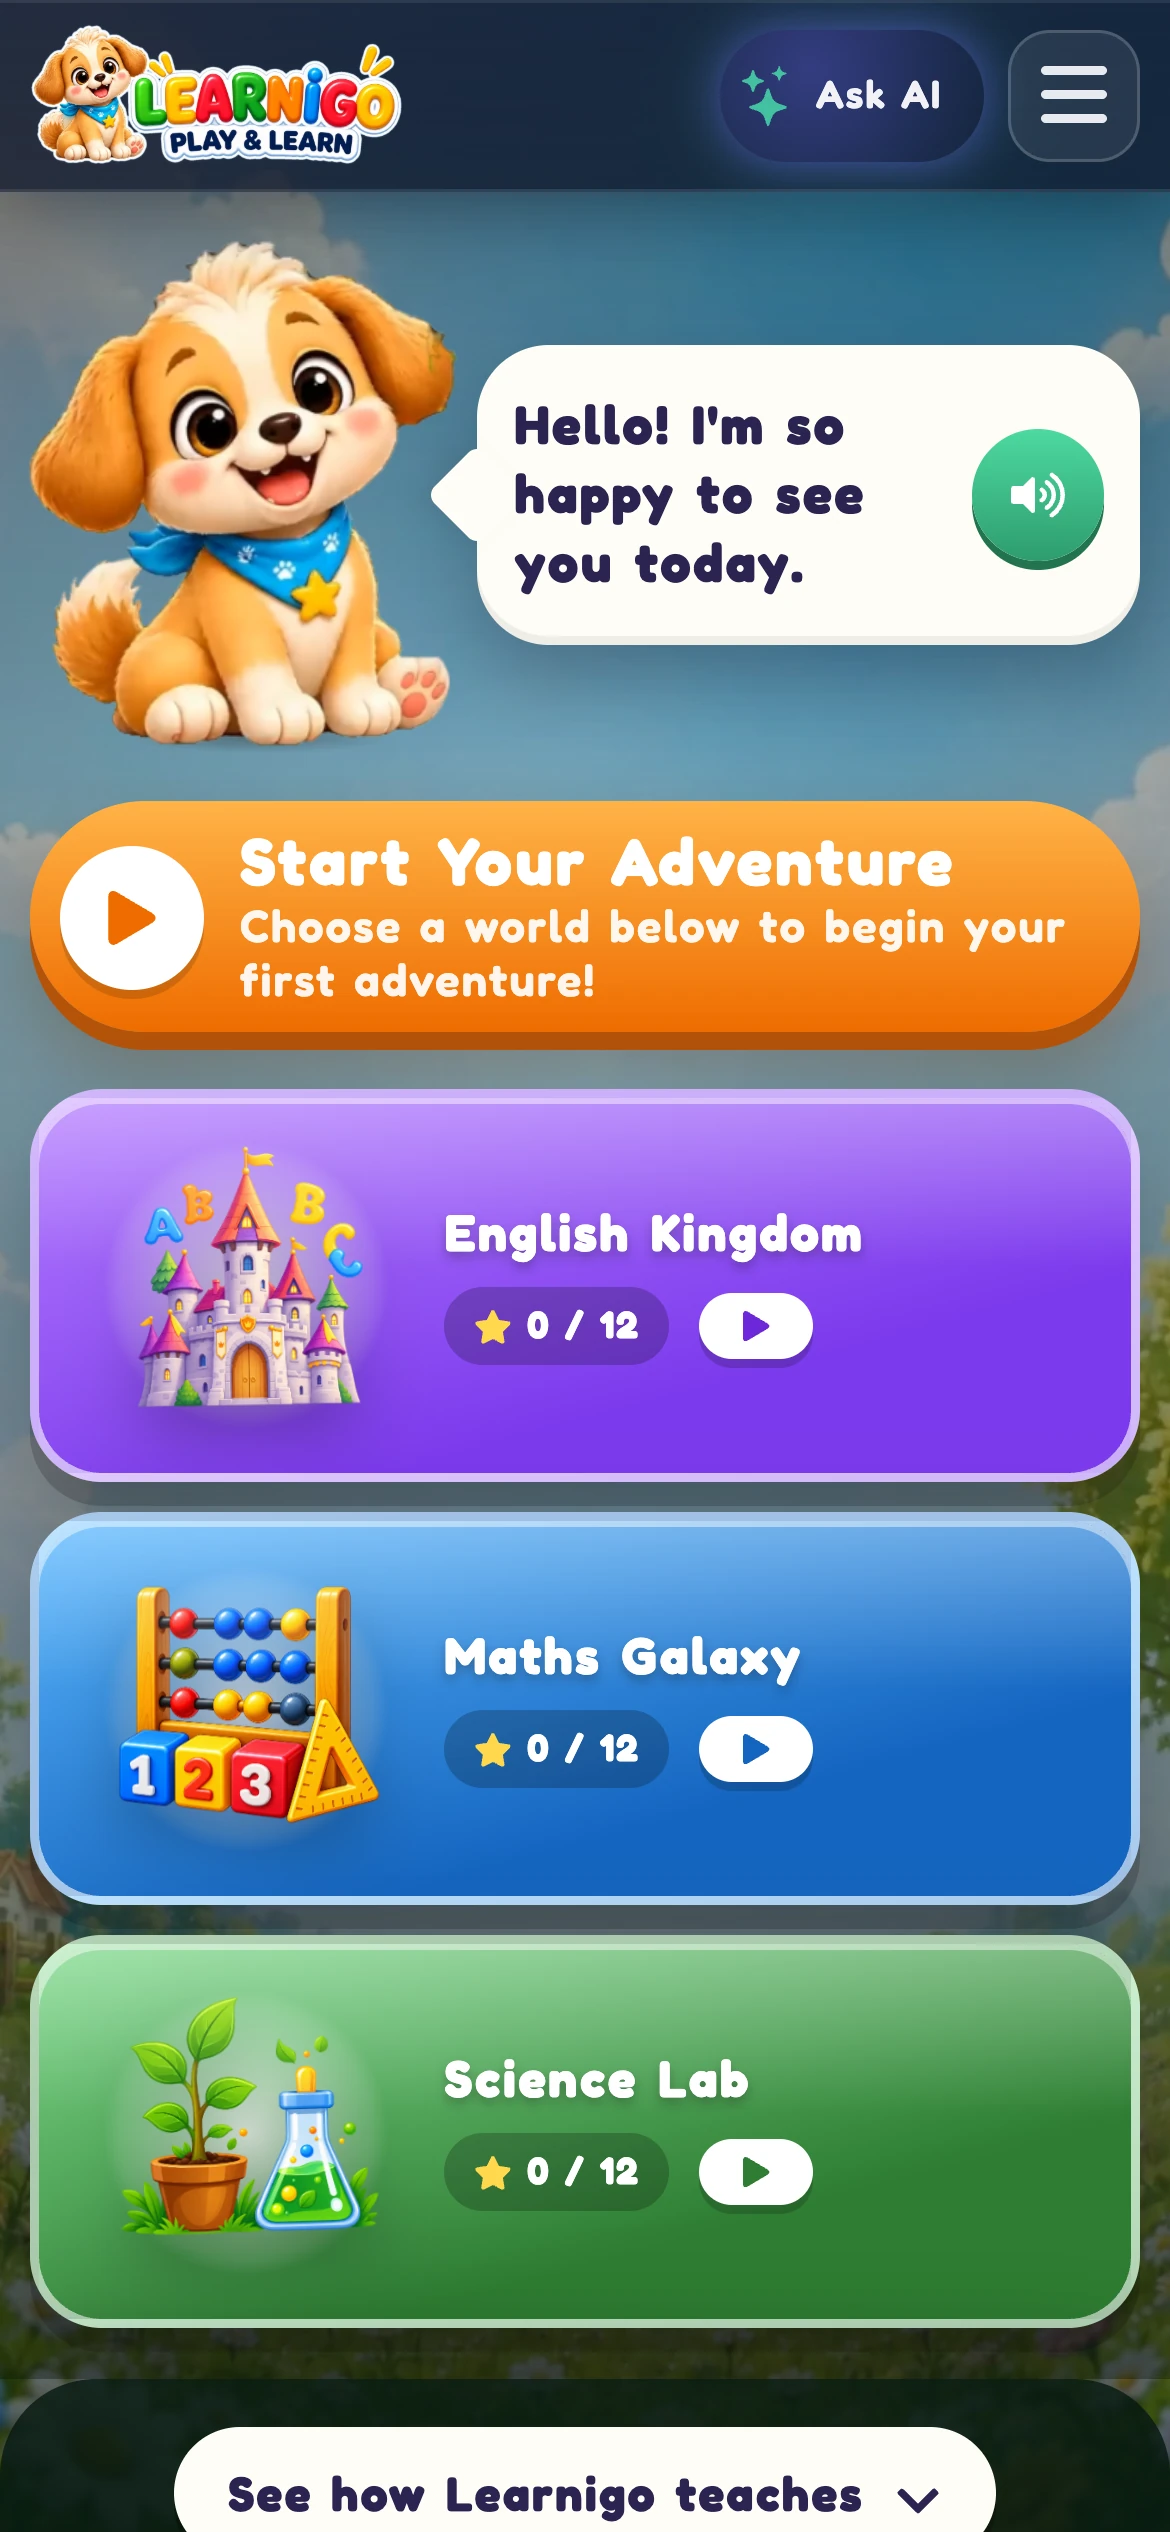 LEARNiGO
PLAY & LEARN
Ask AI
Hello! I'm so
happy to see
you today.
Start Your Adventure
Choose a world below to begin your
first adventure!
A B B C
English Kingdom
0 / 12
Maths Galaxy
0 / 12
1 2 3
Science Lab
0 / 12
See how Learnigo teaches